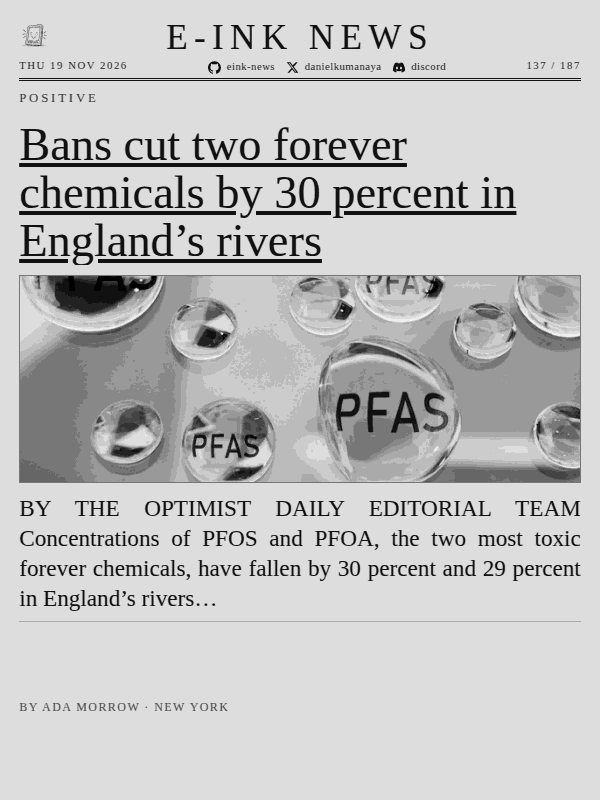 E-INK NEWS
THU 19 NOV 2026
eink-news danielkumanaya discord
137 / 187
POSITIVE
Bans cut two forever
chemicals by 30 percent in
England’s rivers
PFAS
PFAS
PFAS
PFAS
BY THE OPTIMIST DAILY EDITORIAL TEAM
Concentrations of PFOS and PFOA, the two most toxic
forever chemicals, have fallen by 30 percent and 29 percent
in England’s rivers…
BY ADA MORROW · NEW YORK